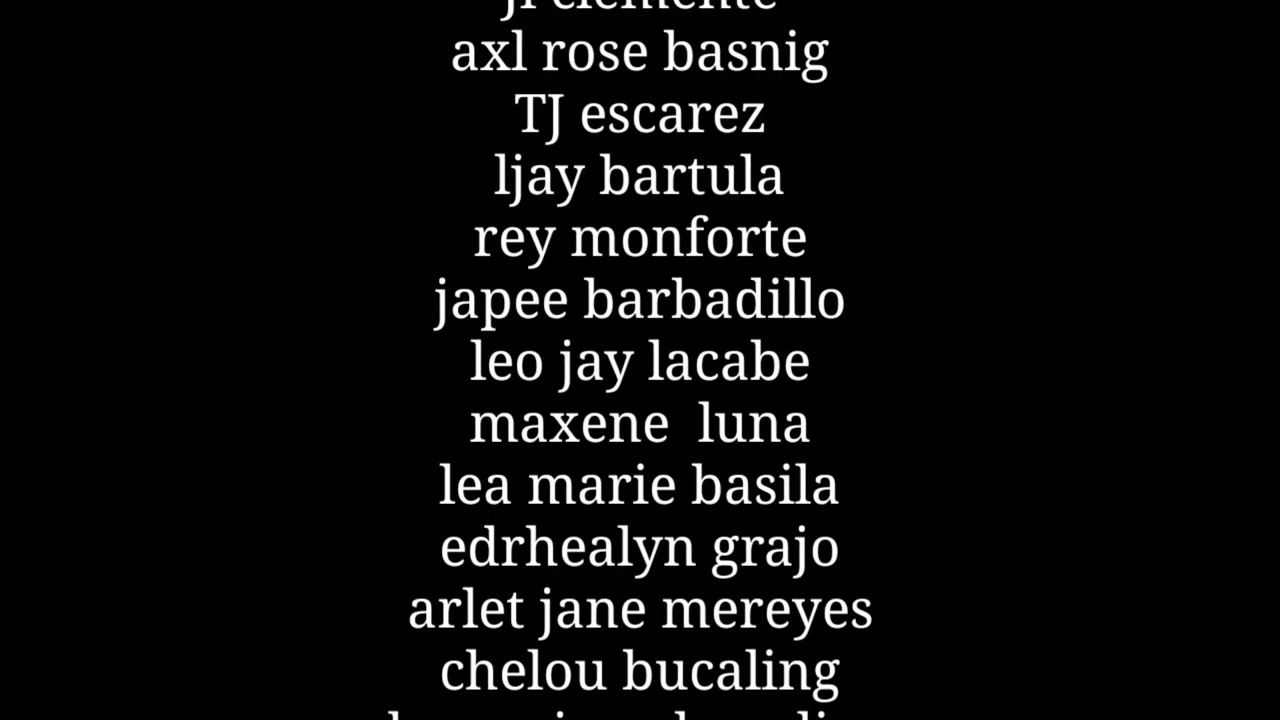 clemente
axl rose basnig
TJ escarez
ljay bartula
rey monforte
japee barbadillo
leo jay lacabe
maxene  luna
lea marie basila
edrhealyn grajo
arlet jane mereyes
chelou bucaling